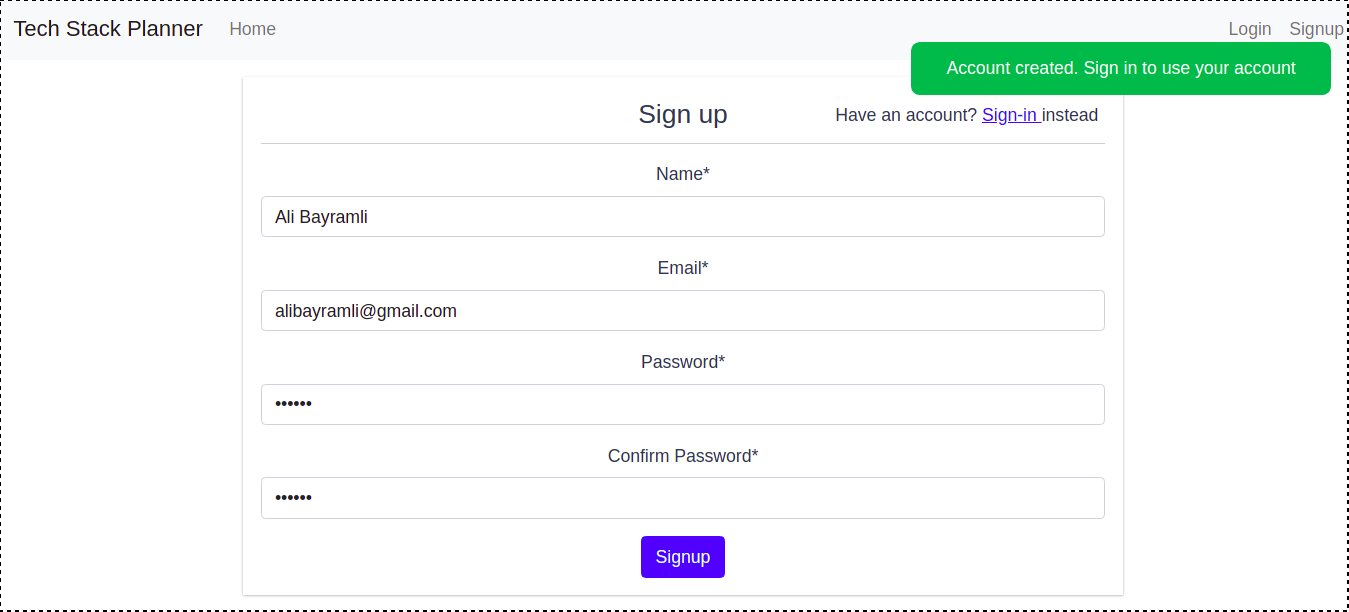 Tech Stack Planner Home Login Signup
Account created. Sign in to use your account
Sign up Have an account? Sign-in instead
Name*
Ali Bayramli
Email*
alibayramli@gmail.com
Password*
••••••
Confirm Password*
••••••
Signup